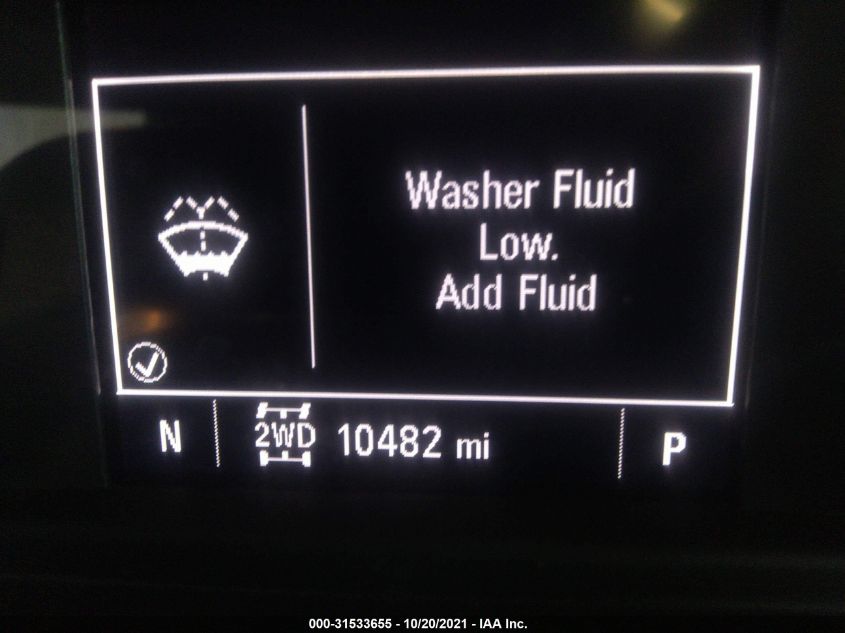 Washer Fluid
Low.
Add Fluid
N 2WD 10482 mi P
000-31533655 - 10/20/2021 - IAA Inc.